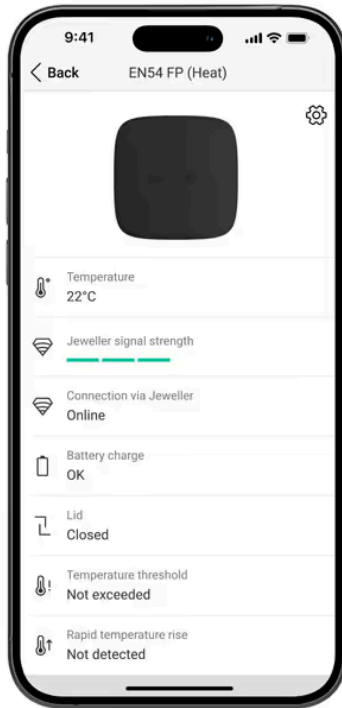 9:41
Back EN54 FP (Heat)
Temperature
22°C
Jeweller signal strength
Connection via Jeweller
Online
Battery charge
OK
Lid
Closed
Temperature threshold
Not exceeded
Rapid temperature rise
Not detected